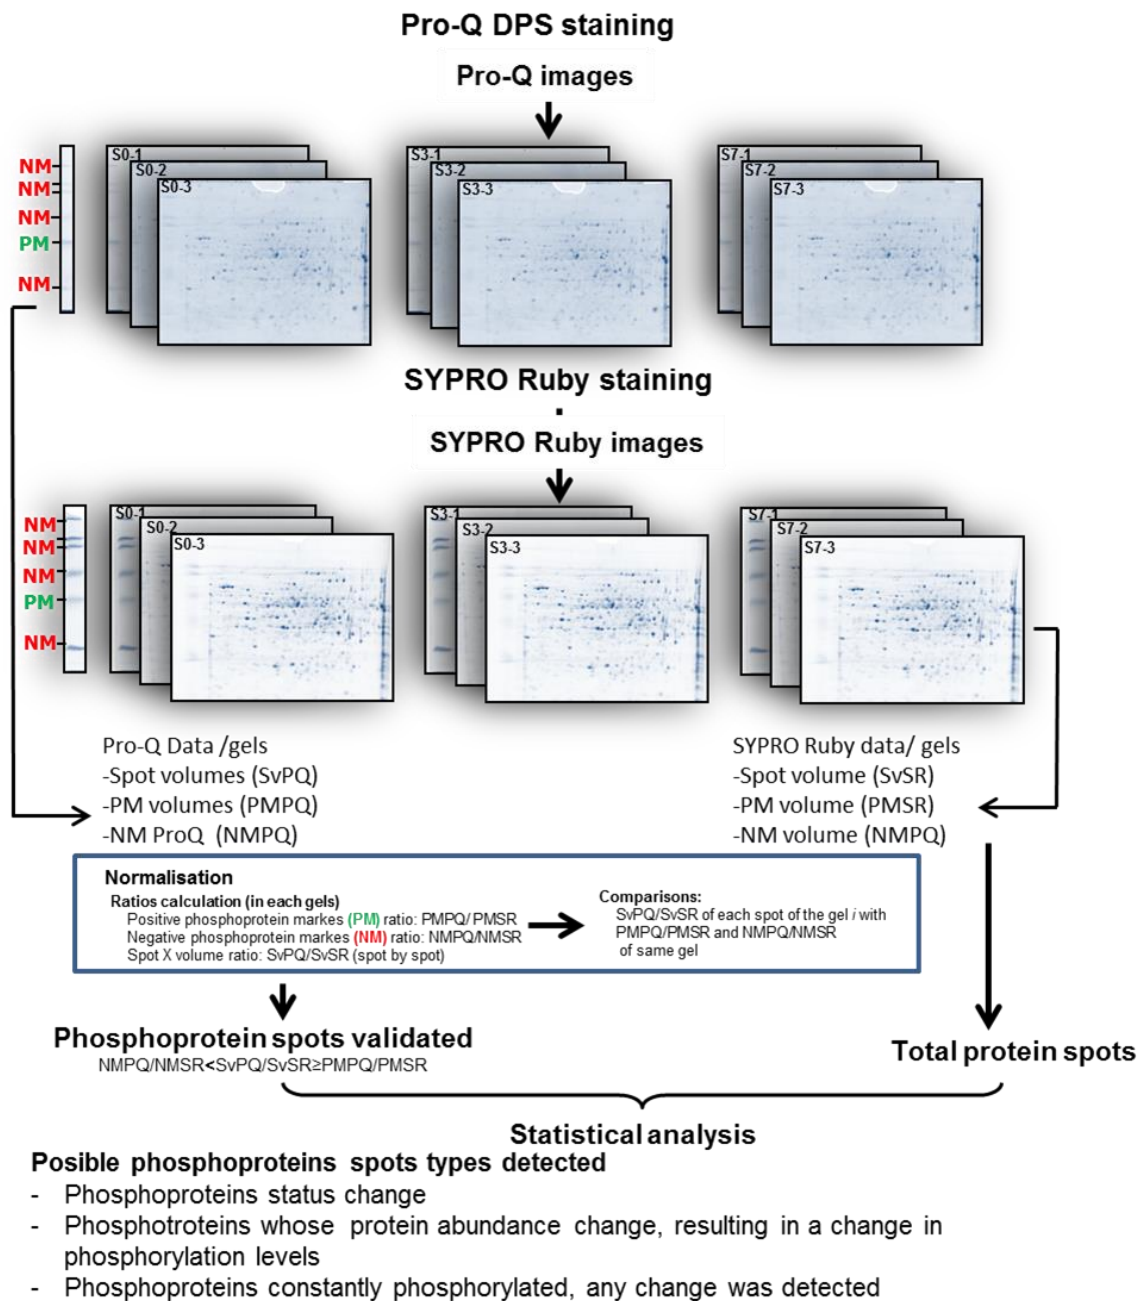 Pro-Q DPS staining
Pro-Q images
NM
NM
NM
PM
NM
S0-1
S0-2
S0-3
S3-1
S3-2
S3-3
S7-1
S7-2
S7-3
SYPRO Ruby staining
SYPRO Ruby images
NM
NM
NM
PM
NM
S0-1
S0-2
S0-3
S3-1
S3-2
S3-3
S7-1
S7-2
S7-3
Pro-Q Data /gels
-Spot volumes (SvPQ)
-PM volumes (PMPQ)
-NM ProQ (NMPQ)
SYPRO Ruby data/ gels
-Spot volume (SvSR)
-PM volume (PMSR)
-NM volume (NMPQ)
Normalisation
Ratios calculation (in each gels)
Positive phosphoprotein markes (PM) ratio: PMPQ/ PMSR
Negative phosphoprotein markes (NM) ratio: NMPQ/NMSR
Spot X volume ratio: SvPQ/SvSR (spot by spot)
Comparisons:
SvPQ/SvSR of each spot of the gel i with
PMPQ/PMSR and NMPQ/NMSR
of same gel
Phosphoprotein spots validated
NMPQ/NMSR<SvPQ/SvSR≥PMPQ/PMSR
Total protein spots
Statistical analysis
Posible phosphoproteins spots types detected
- Phosphoproteins status change
- Phosphotroteins whose protein abundance change, resulting in a change in
phosphorylation levels
- Phosphoproteins constantly phosphorylated, any change was detected